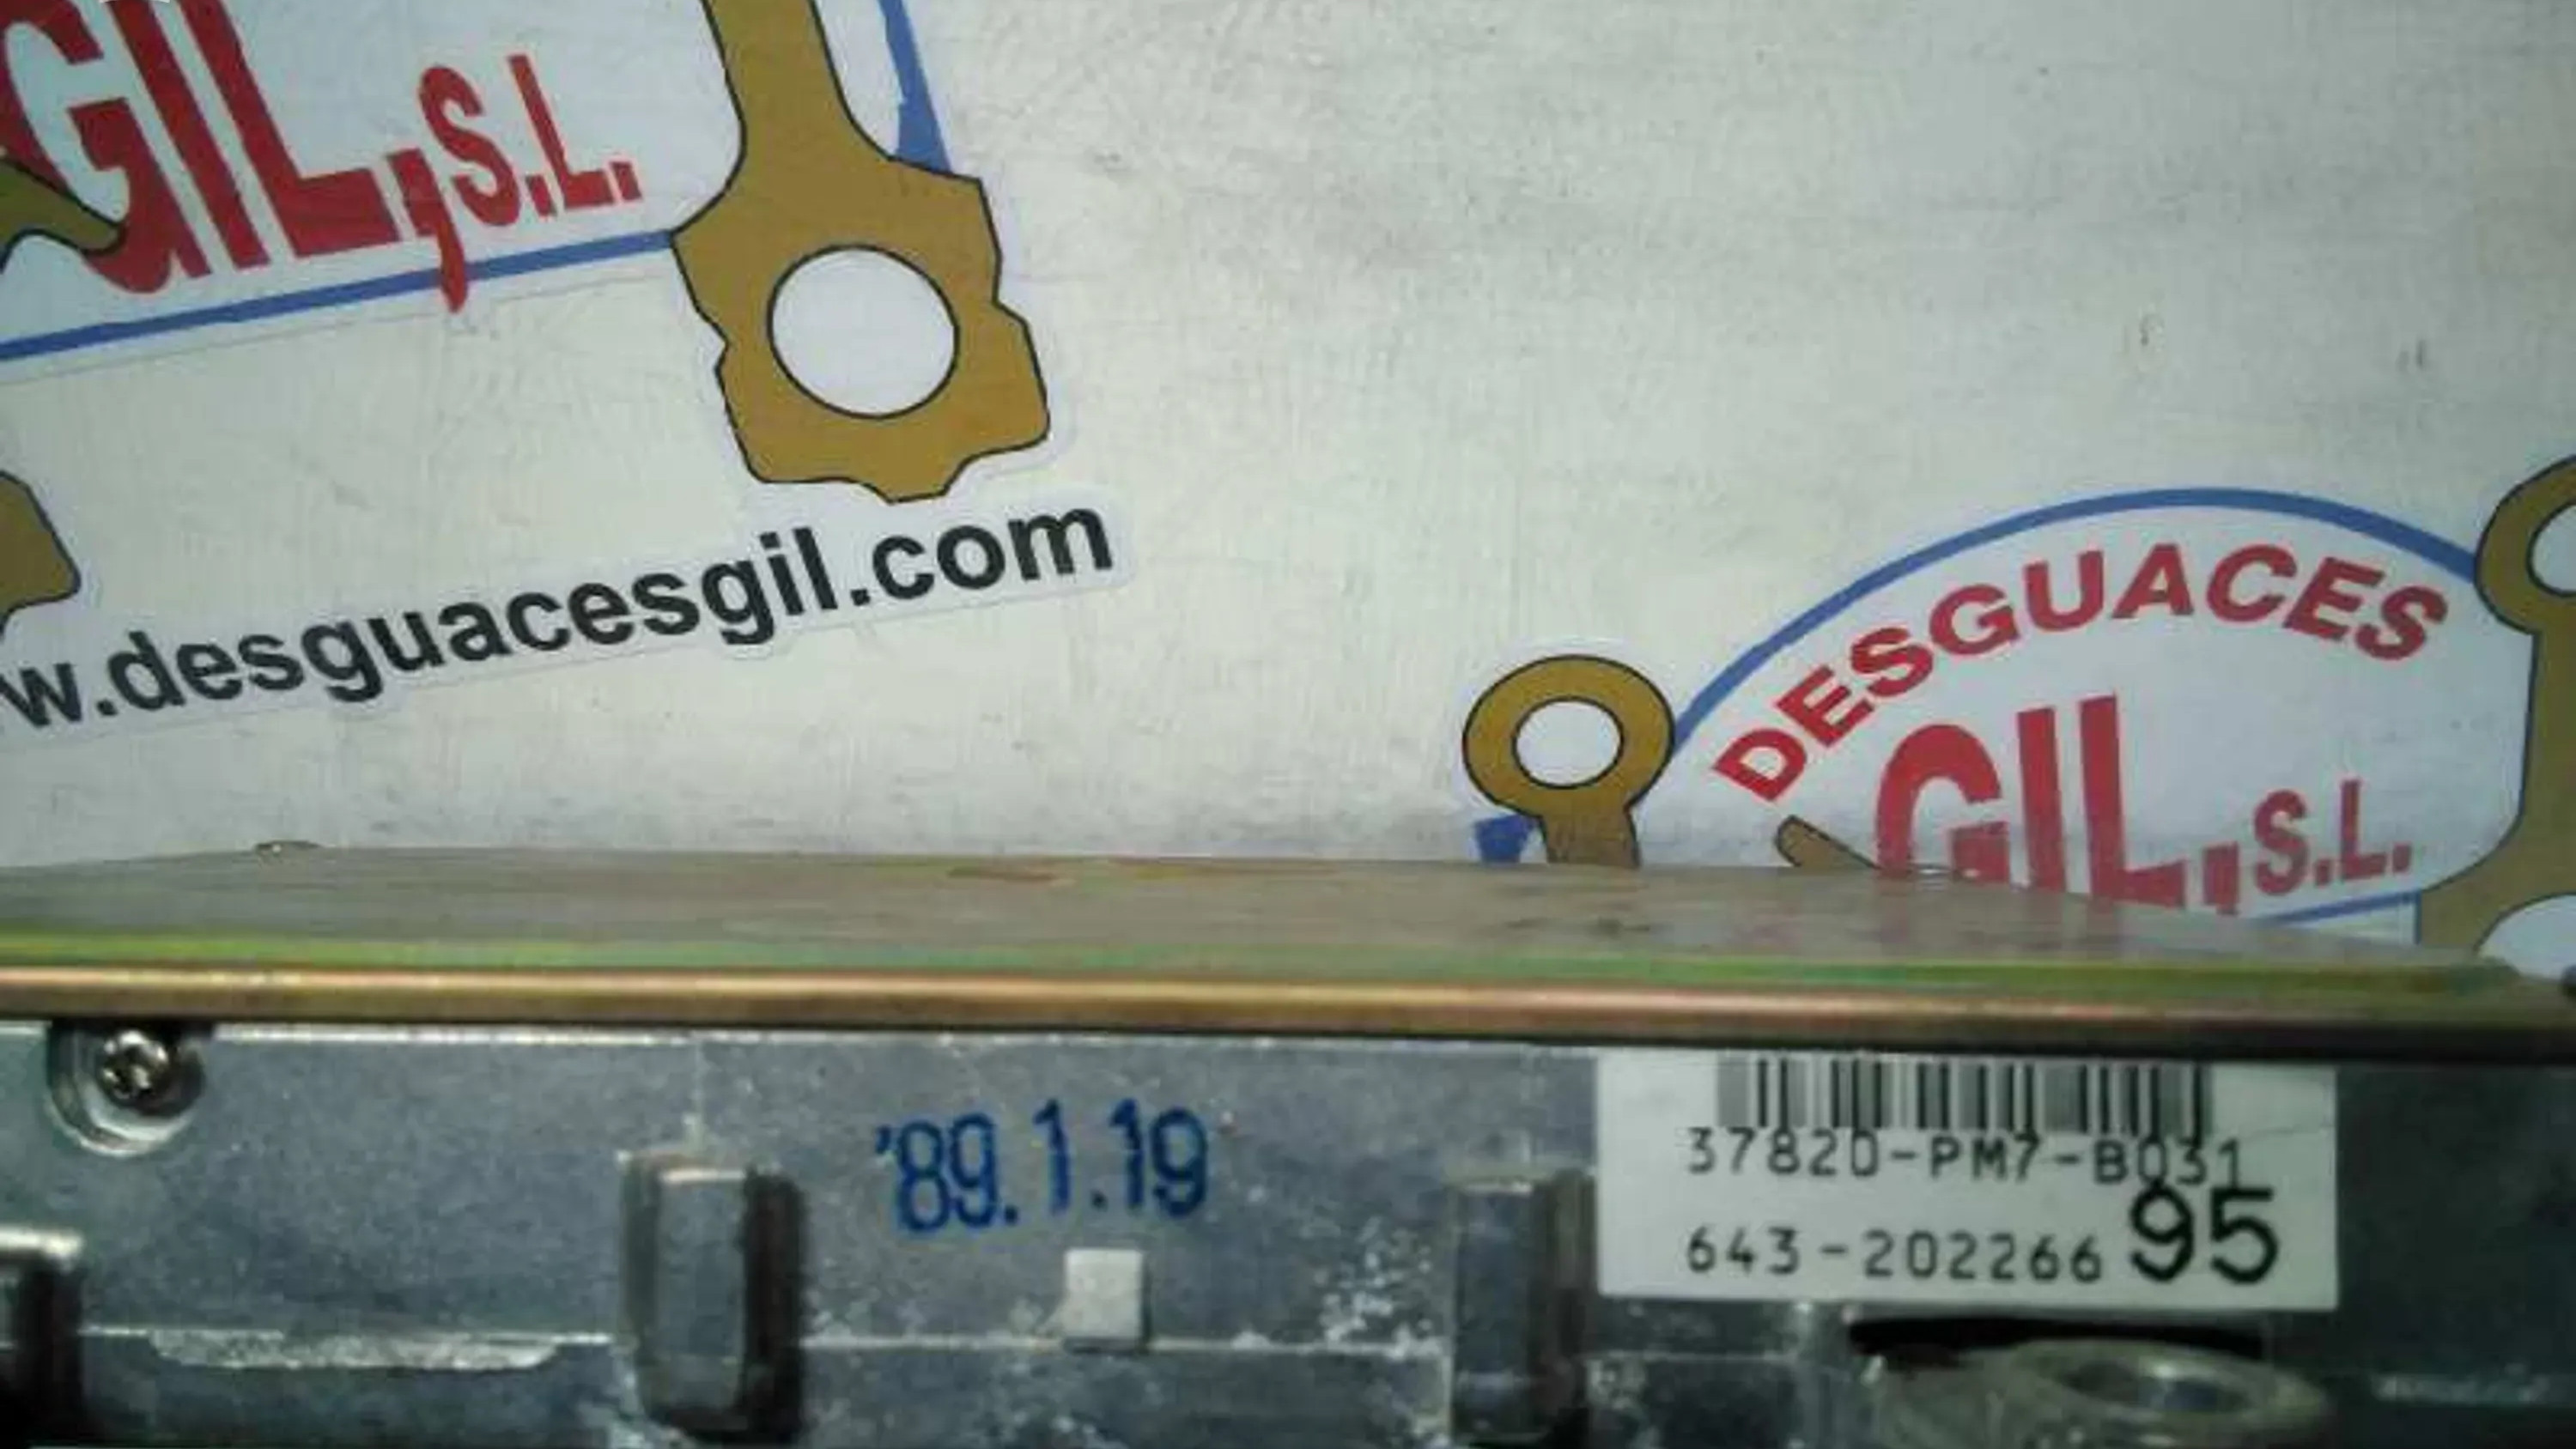 GIL, S.L.
w.desguacesgil.com
DESGUACES
GIL, S.L.
'89.1.19
37820-PM7-B031
643-202266 95